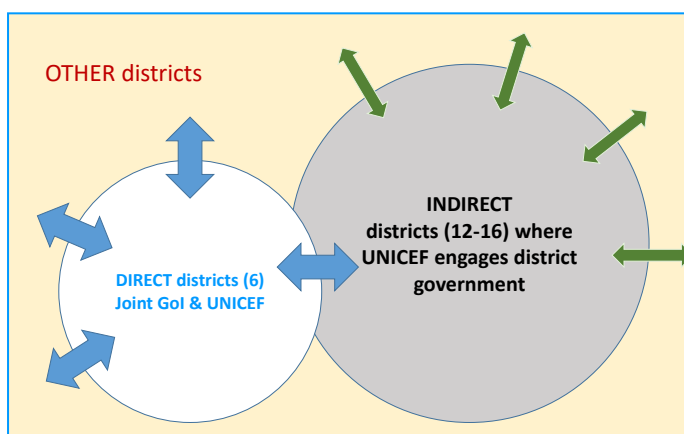 OTHER districts
INDIRECT
districts (12-16) where
UNICEF engages district
government
DIRECT districts (6)
Joint GoI & UNICEF